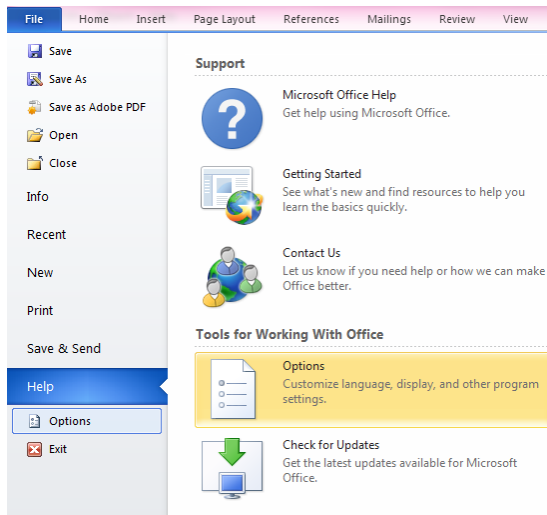 File Home Insert Page Layout References Mailings Review View
Save
Save As
Save as Adobe PDF
Open
Close
Info
Recent
New
Print
Save & Send
Help
Options
Exit
Support
Microsoft Office Help
Get help using Microsoft Office.
Getting Started
See what's new and find resources to help you
learn the basics quickly.
Contact Us
Let us know if you need help or how we can make
Office better.
Tools for Working With Office
Options
Customize language, display, and other program
settings.
Check for Updates
Get the latest updates available for Microsoft
Office.